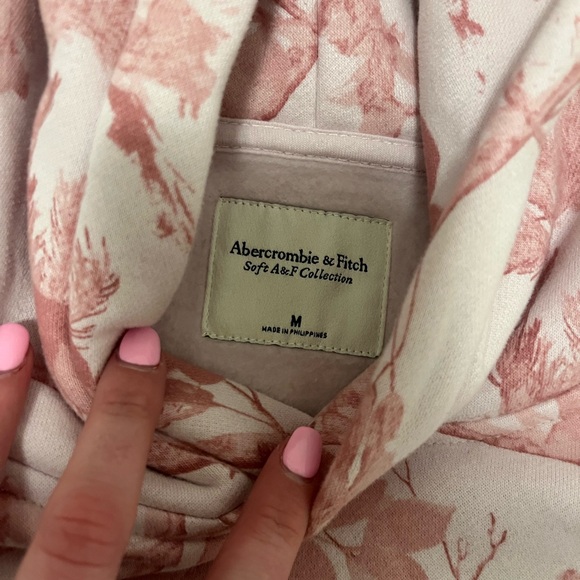 Abercrombie & Fitch
Soft A&F Collection
M
MADE IN PHILIPPINES